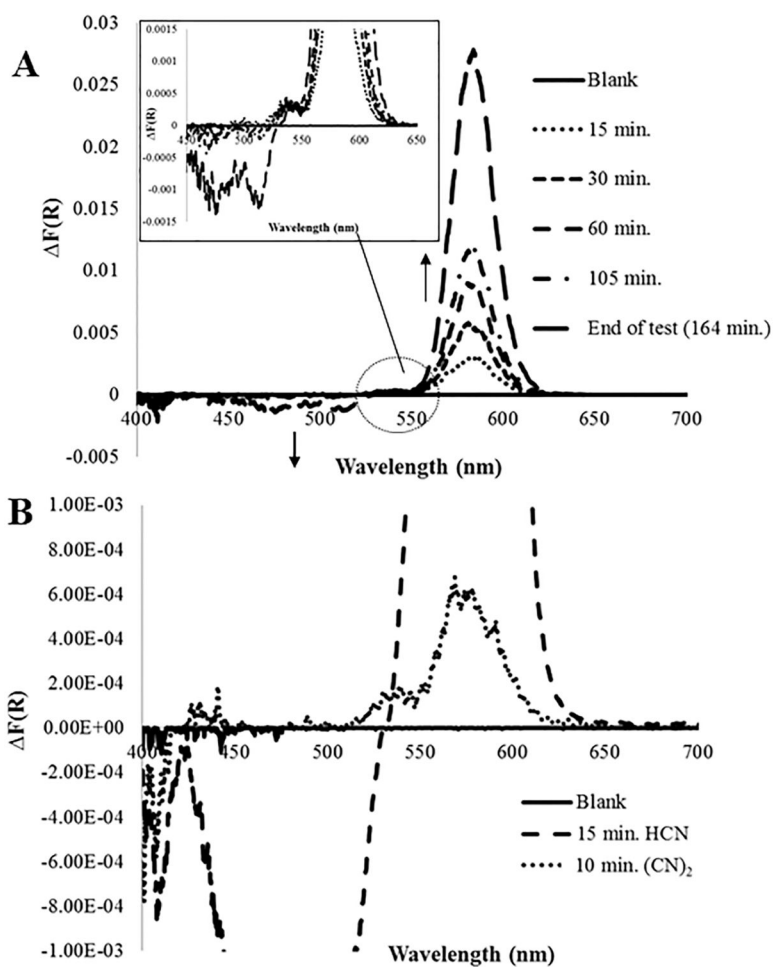 A
0.03
0.025
0.02
0.015
0.01
0.005
0
-0.005
ΔF(R)
400 450 500 550 600 650 700
Wavelength (nm)
0.0015
0.001
0.0005
0
-0.0005
-0.001
-0.0015
ΔF(R)
450 500 550 600 650
Wavelength (nm)
Blank
15 min.
30 min.
60 min.
105 min.
End of test (164 min.)
B
1.00E-03
8.00E-04
6.00E-04
4.00E-04
2.00E-04
0.00E+00
-2.00E-04
-4.00E-04
-6.00E-04
-8.00E-04
-1.00E-03
ΔF(R)
400 450 500 550 600 650 700
Blank
15 min. HCN
10 min. (CN)₂
Wavelength (nm)